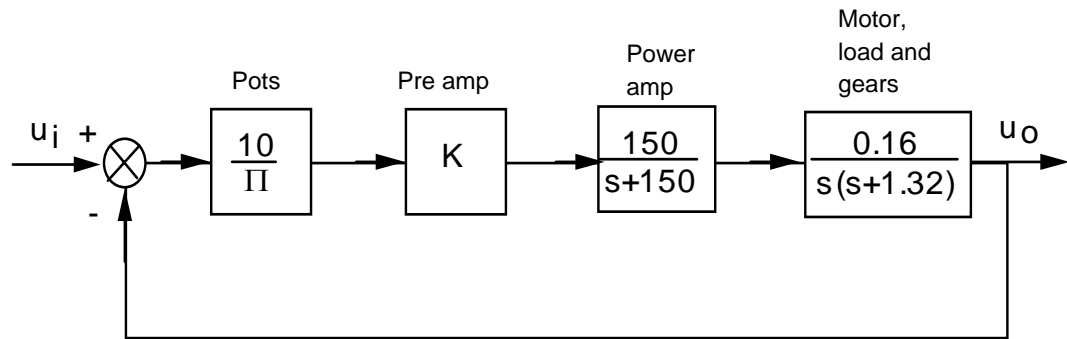 Motor,
load and
gears
Power
amp
Pots
Pre amp
u i
+
-
10
Π
K
150
s+150
0.16
s(s+1.32)
u o